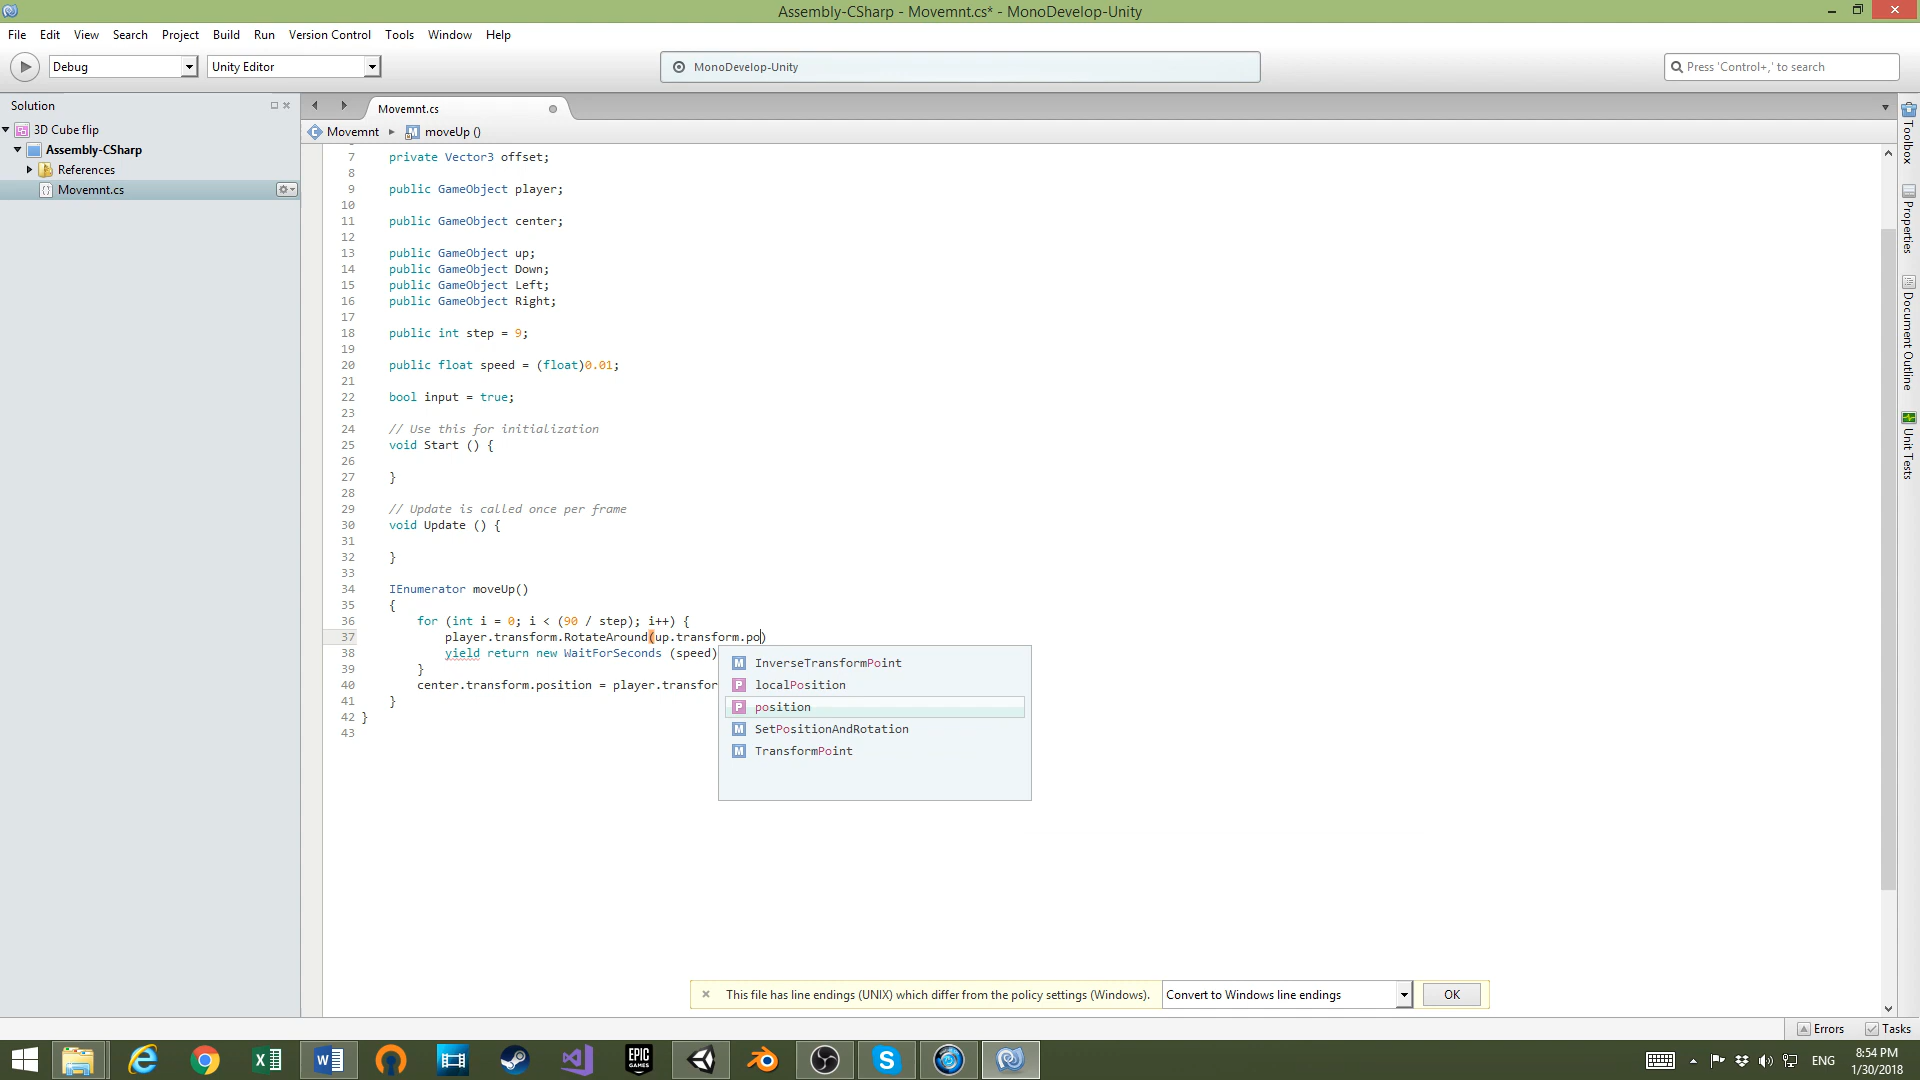 Assembly-CSharp - Movemnt.cs* - MonoDevelop-Unity
File Edit View Search Project Build Run Version Control Tools Window Help
Debug Unity Editor MonoDevelop-Unity Press 'Control+,' to search
Solution
3D Cube flip
Assembly-CSharp
References
Movemnt.cs
Movemnt.cs
Movemnt moveUp ()
7 private Vector3 offset;
8
9 public GameObject player;
10
11 public GameObject center;
12
13 public GameObject up;
14 public GameObject Down;
15 public GameObject Left;
16 public GameObject Right;
17
18 public int step = 9;
19
20 public float speed = (float)0.01;
21
22 bool input = true;
23
24 // Use this for initialization
25 void Start () {
26
27 }
28
29 // Update is called once per frame
30 void Update () {
31
32 }
33
34 IEnumerator moveUp()
35 {
36 for (int i = 0; i < (90 / step); i++) {
37 player.transform.RotateAround(up.transform.po)
38 yield return new WaitForSeconds (speed)
39 }
40 center.transform.position = player.transfor
41 }
42 }
43
InverseTransformPoint
localPosition
position
SetPositionAndRotation
TransformPoint
Toolbox
Properties
Document Outline
Unit Tests
This file has line endings (UNIX) which differ from the policy settings (Windows). Convert to Windows line endings OK
Errors Tasks
EPIC GAMES
ENG
8:54 PM
1/30/2018